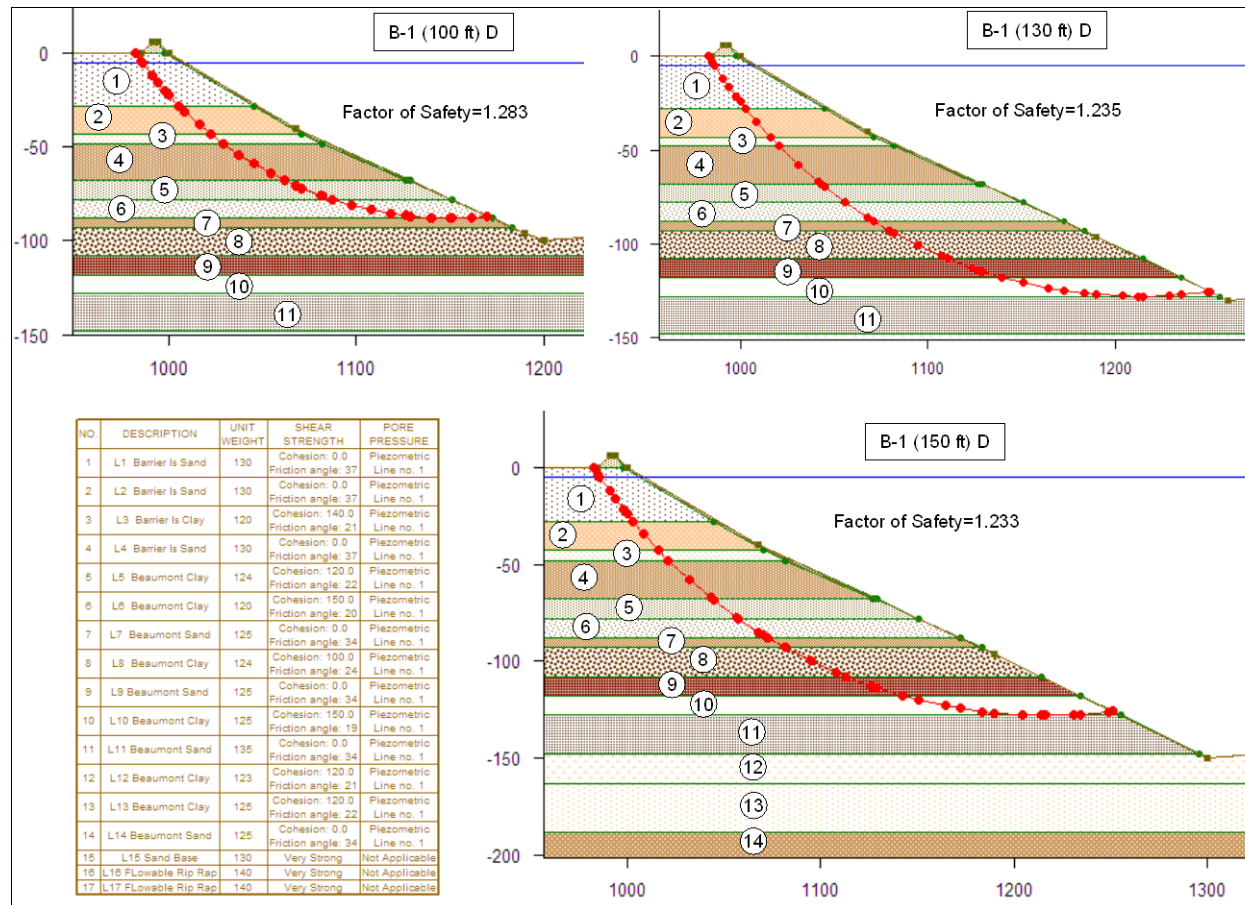 B-1 (100 ft) D
Factor of Safety=1.283
0
-50
-100
-150
1
2
3
4
5
6
7
8
9
10
11
1000
1100
1200
B-1 (130 ft) D
Factor of Safety=1.235
0
-50
-100
-150
1
2
3
4
5
6
7
8
9
10
11
1000
1100
1200
NO. DESCRIPTION UNIT WEIGHT SHEAR STRENGTH PORE PRESSURE
1 L1 Barrier Is Sand 130 Cohesion: 0.0 Friction angle: 37 Piezometric Line no. 1
2 L2 Barrier Is Sand 130 Cohesion: 0.0 Friction angle: 37 Piezometric Line no. 1
3 L3 Barrier Is Clay 120 Cohesion: 140.0 Friction angle: 21 Piezometric Line no. 1
4 L4 Barrier Is Sand 130 Cohesion: 0.0 Friction angle: 37 Piezometric Line no. 1
5 L5 Beaumont Clay 124 Cohesion: 120.0 Friction angle: 22 Piezometric Line no. 1
6 L6 Beaumont Clay 120 Cohesion: 150.0 Friction angle: 20 Piezometric Line no. 1
7 L7 Beaumont Sand 125 Cohesion: 0.0 Friction angle: 34 Piezometric Line no. 1
8 L8 Beaumont Clay 124 Cohesion: 100.0 Friction angle: 24 Piezometric Line no. 1
9 L9 Beaumont Sand 125 Cohesion: 0.0 Friction angle: 34 Piezometric Line no. 1
10 L10 Beaumont Clay 125 Cohesion: 150.0 Friction angle: 19 Piezometric Line no. 1
11 L11 Beaumont Sand 135 Cohesion: 0.0 Friction angle: 34 Piezometric Line no. 1
12 L12 Beaumont Clay 123 Cohesion: 120.0 Friction angle: 21 Piezometric Line no. 1
13 L13 Beaumont Clay 125 Cohesion: 120.0 Friction angle: 22 Piezometric Line no. 1
14 L14 Beaumont Sand 125 Cohesion: 0.0 Friction angle: 34 Piezometric Line no. 1
15 L15 Sand Base 130 Very Strong Not Applicable
16 L16 FLowable Rip Rap 140 Very Strong Not Applicable
17 L17 FLowable Rip Rap 140 Very Strong Not Applicable
B-1 (150 ft) D
Factor of Safety=1.233
0
-50
-100
-150
-200
1
2
3
4
5
6
7
8
9
10
11
12
13
14
1000
1100
1200
1300